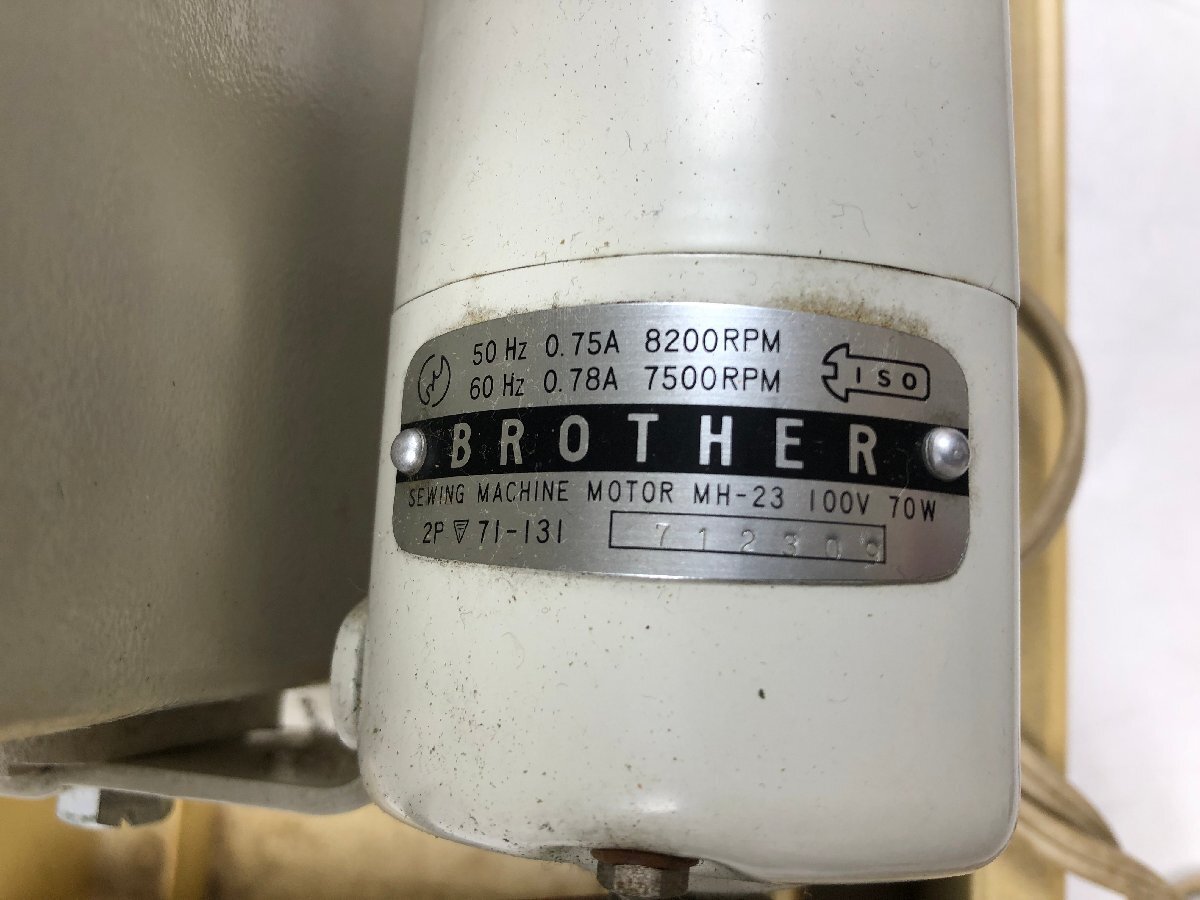 50 Hz 0.75A 8200RPM
60 Hz 0.78A 7500RPM
ISO
BROTHER
SEWING MACHINE MOTOR MH-23 100V 70W
2P 71-131 712309